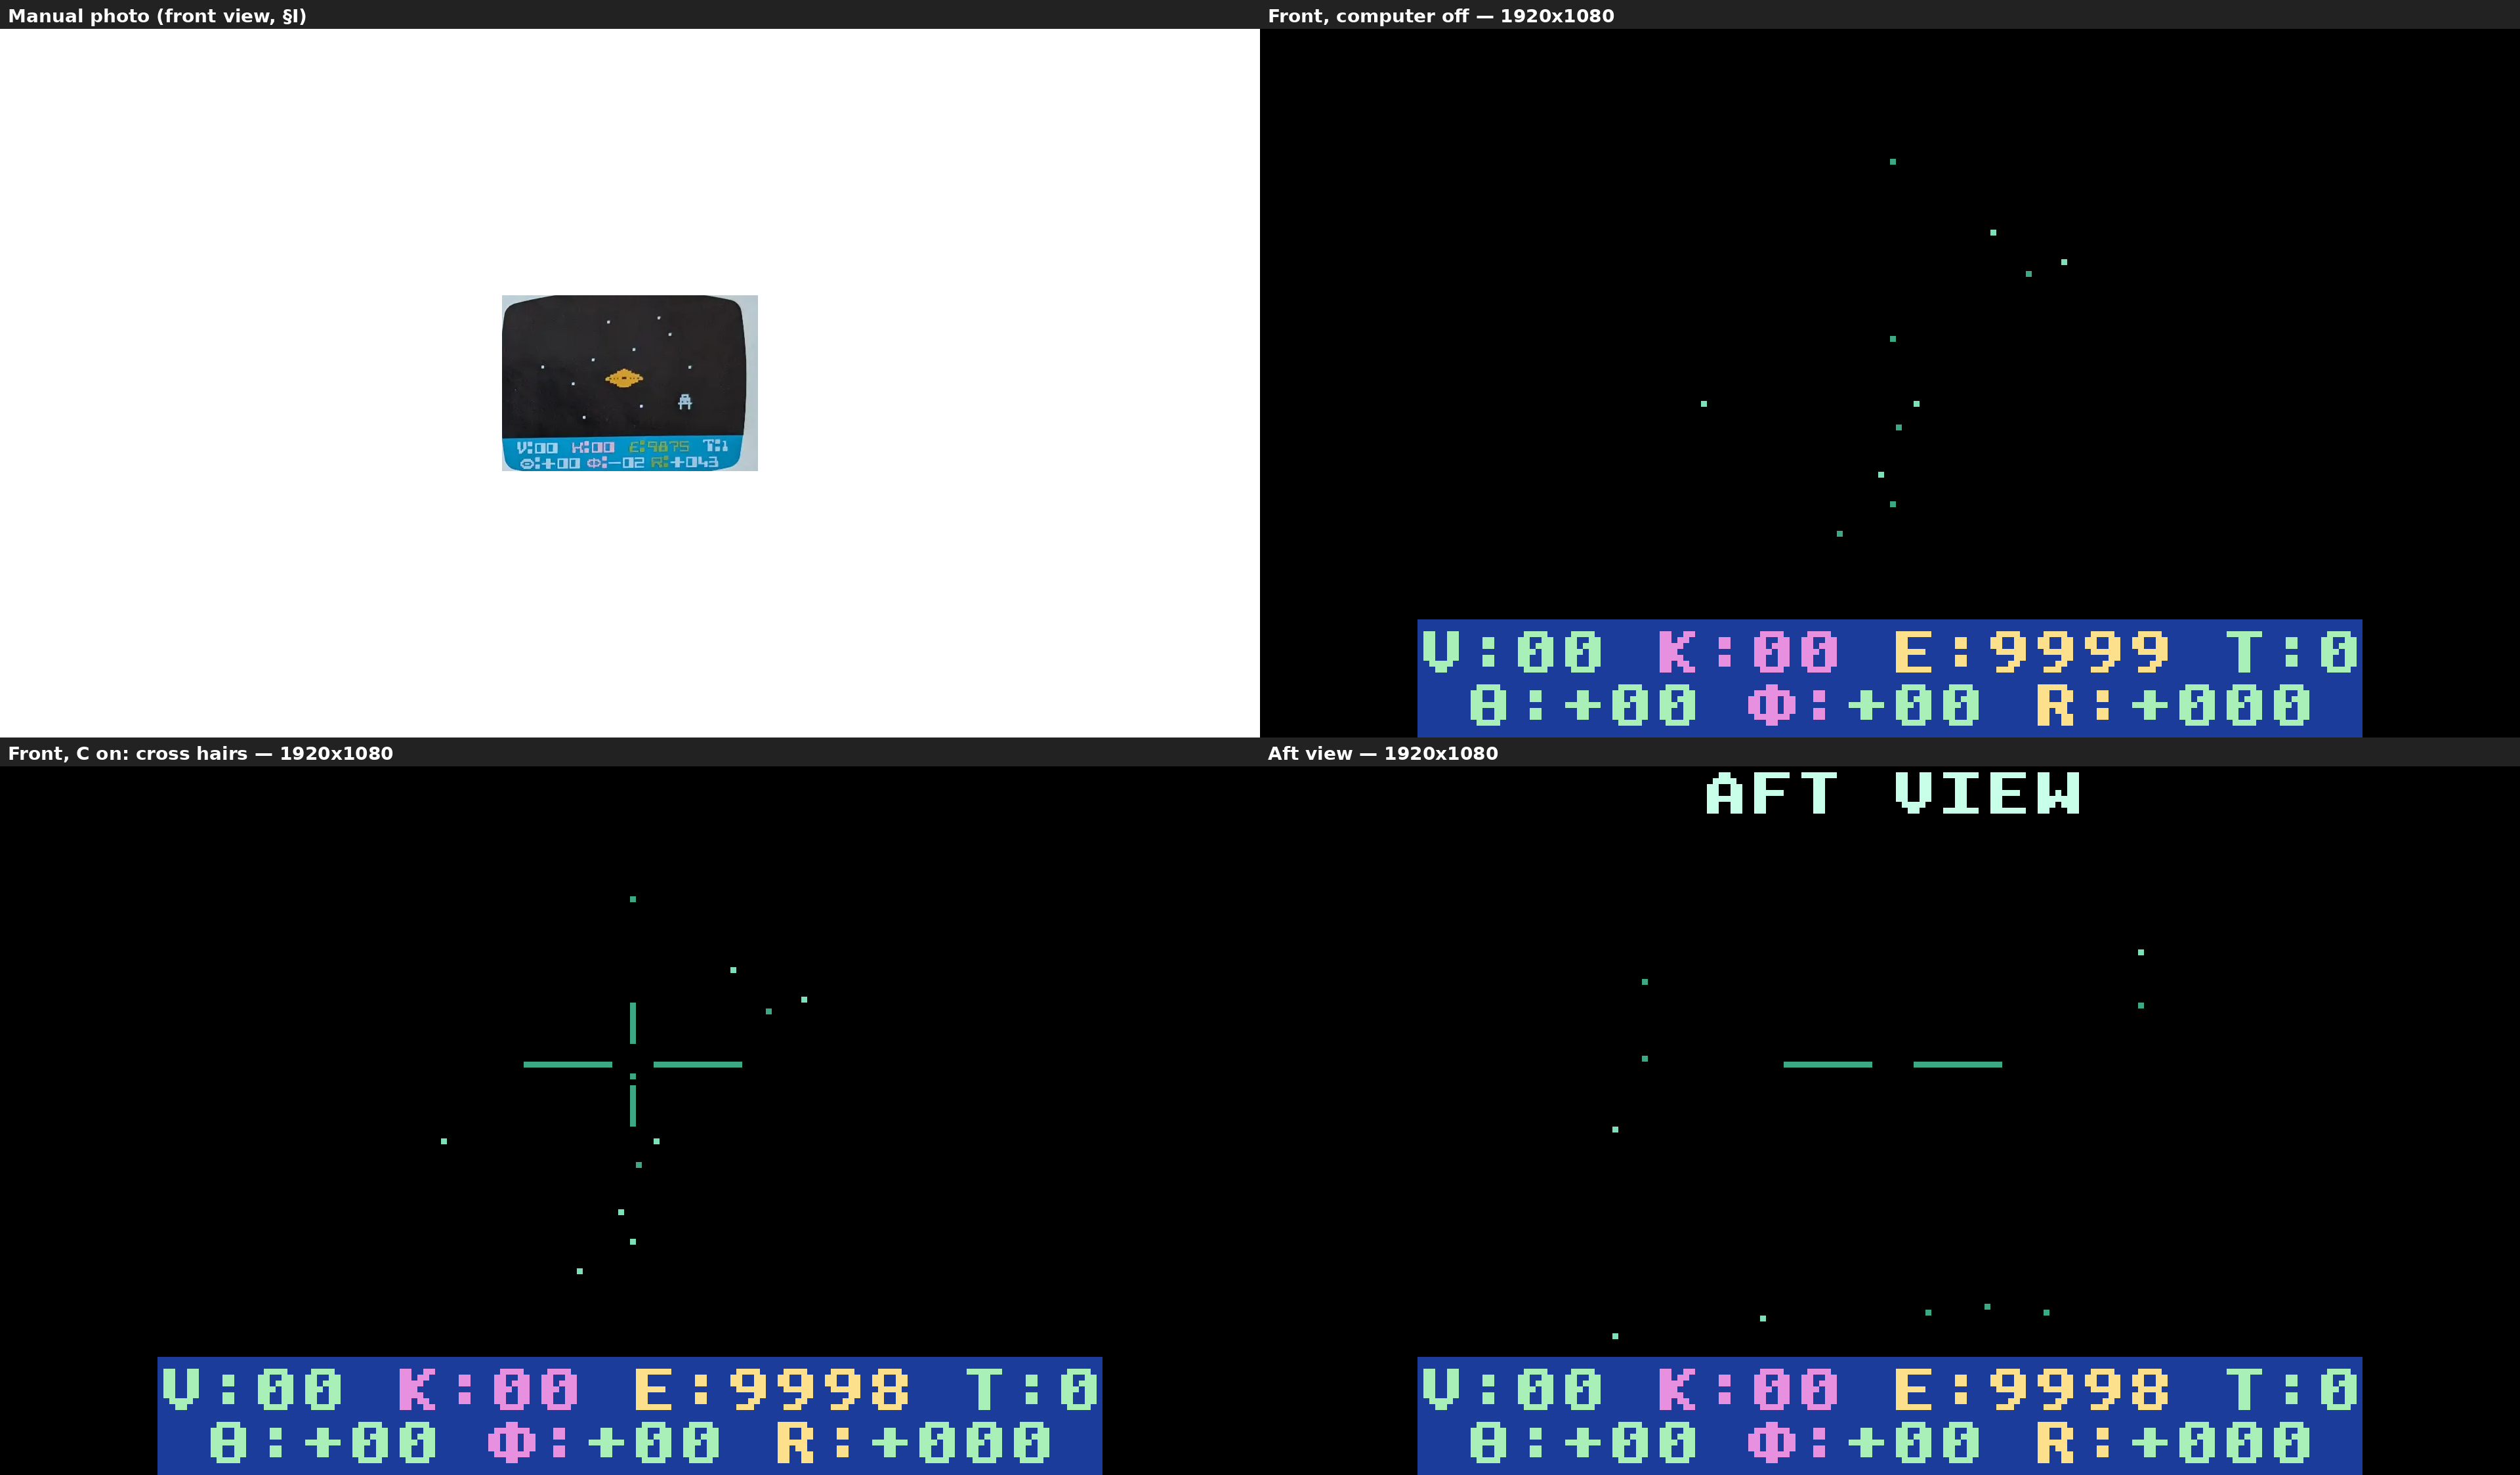 Manual photo (front view, §I)
V:00 K:00 E:9875 T:1
Θ:+00 Φ:-02 R:+043
Front, computer off — 1920x1080
V:00 K:00 E:9999 T:0
θ:+00 Φ:+00 R:+000
Front, C on: cross hairs — 1920x1080
V:00 K:00 E:9998 T:0
θ:+00 Φ:+00 R:+000
Aft view — 1920x1080
AFT VIEW
V:00 K:00 E:9998 T:0
θ:+00 Φ:+00 R:+000